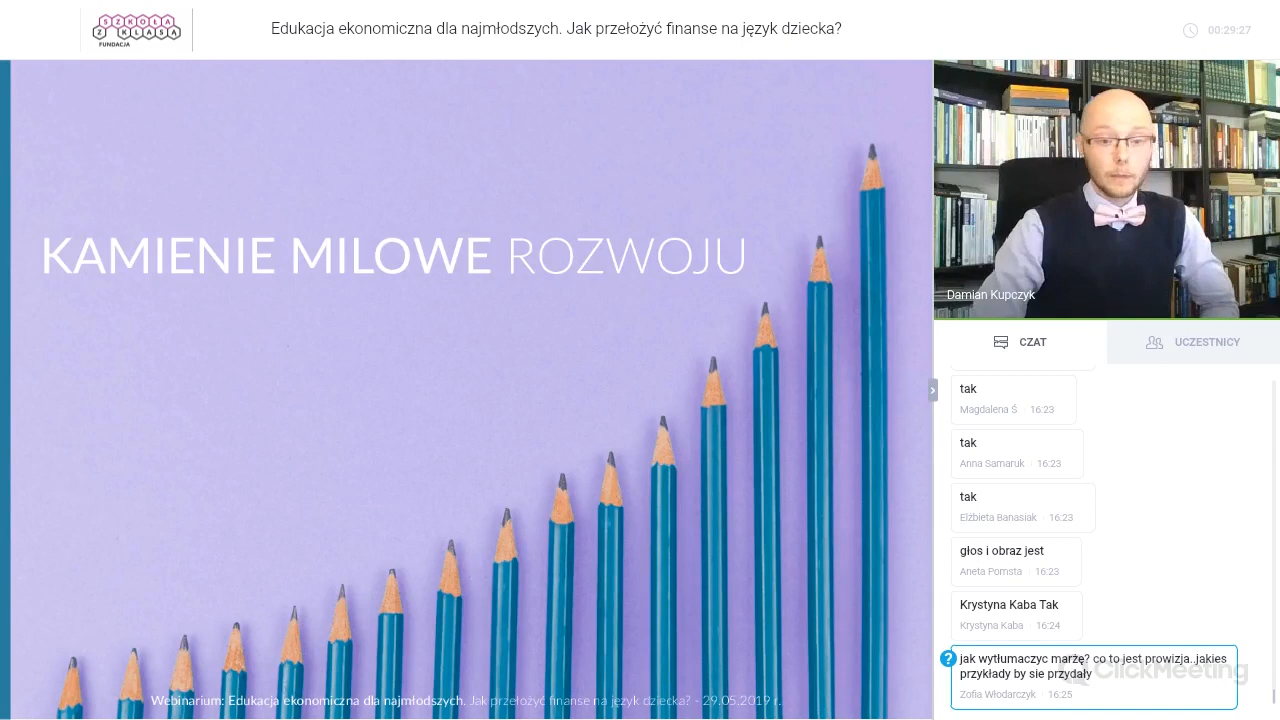 SZKOŁA
Z KLASĄ
FUNDACJA
Edukacja ekonomiczna dla najmłodszych. Jak przełożyć finanse na język dziecka?
00:29:27
KAMIENIE MILOWE ROZWOJU
Webinarium: Edukacja ekonomiczna dla najmłodszych. Jak przełożyć finanse na język dziecka? - 29.05.2019 r.
Damian Kupczyk
CZAT
UCZESTNICY
tak
Magdalena Ś 16:23
tak
Anna Samaruk 16:23
tak
Elżbieta Banasiak 16:23
głos i obraz jest
Aneta Pomsta 16:23
Krystyna Kaba Tak
Krystyna Kaba 16:24
? jak wytłumaczyc marżę? co to jest prowizja..jakies
przykłady by sie przydały
Zofia Włodarczyk 16:25
ClickMeeting